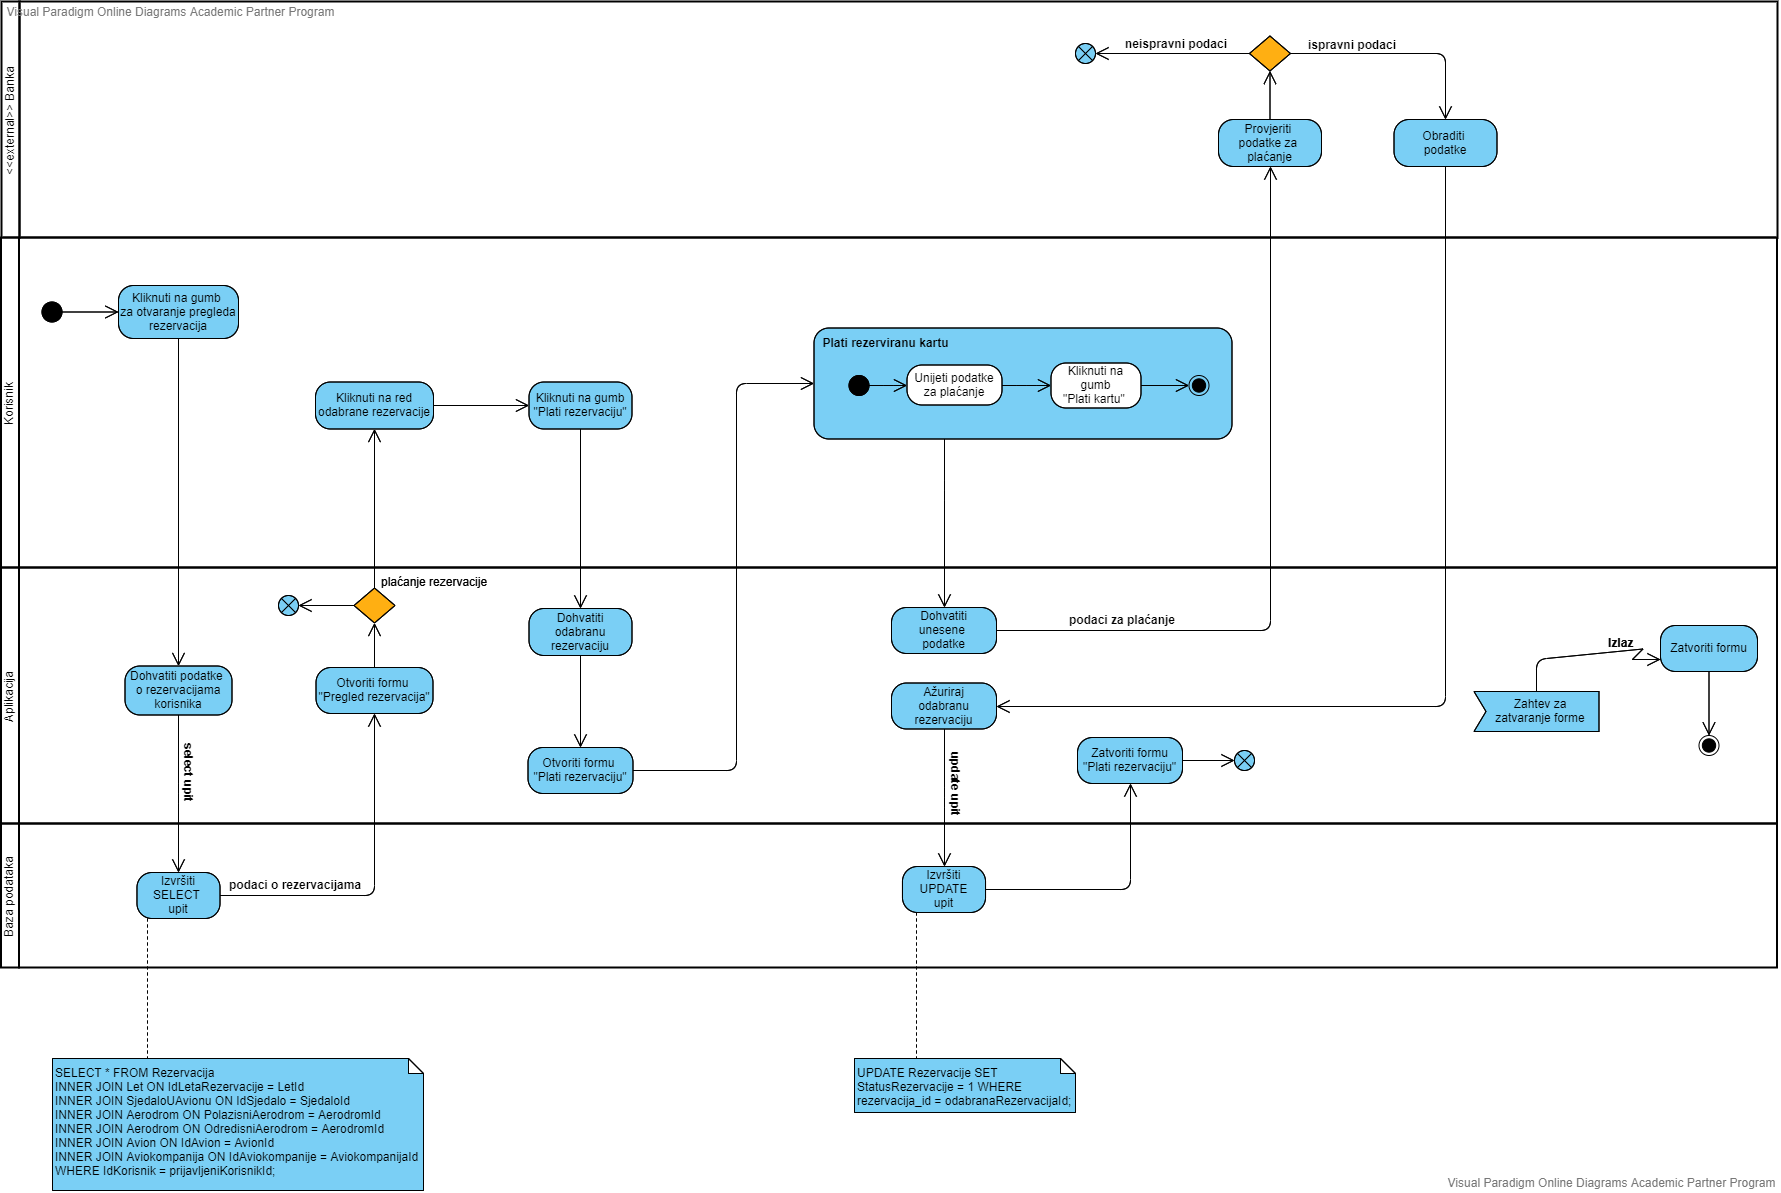 Visual Paradigm Online Diagrams Academic Partner Program
<<external>> Banka
neispravni podaci
ispravni podaci
Provjeriti
podatke za
plaćanje
Obraditi
podatke
Korisnik
Kliknuti na gumb
za otvaranje pregleda
rezervacija
Kliknuti na red
odabrane rezervacije
Kliknuti na gumb
"Plati rezervaciju"
Plati rezerviranu kartu
Unijeti podatke
za plaćanje
Kliknuti na
gumb
"Plati kartu"
Aplikacija
plaćanje rezervacije
Dohvatiti podatke
o rezervacijama
korisnika
select upit
Otvoriti formu
"Pregled rezervacija"
Dohvatiti
odabranu
rezervaciju
Otvoriti formu
"Plati rezervaciju"
Dohvatiti
unesene
podatke
podaci za plaćanje
Ažuriraj
odabranu
rezervaciju
update upit
Zatvoriti formu
"Plati rezervaciju"
Izlaz
Zatvoriti formu
Zahtev za
zatvaranje forme
Baza podataka
Izvršiti
SELECT
upit
podaci o rezervacijama
Izvršiti
UPDATE
upit
SELECT * FROM Rezervacija
INNER JOIN Let ON IdLetaRezervacije = LetId
INNER JOIN SjedaloUAvionu ON IdSjedalo = SjedaloId
INNER JOIN Aerodrom ON PolazisniAerodrom = AerodromId
INNER JOIN Aerodrom ON OdredisniAerodrom = AerodromId
INNER JOIN Avion ON IdAvion = AvionId
INNER JOIN Aviokompanija ON IdAviokompanije = AviokompanijaId
WHERE IdKorisnik = prijavljeniKorisnikId;
UPDATE Rezervacije SET
StatusRezervacije = 1 WHERE
rezervacija_id = odabranaRezervacijaId;
Visual Paradigm Online Diagrams Academic Partner Program